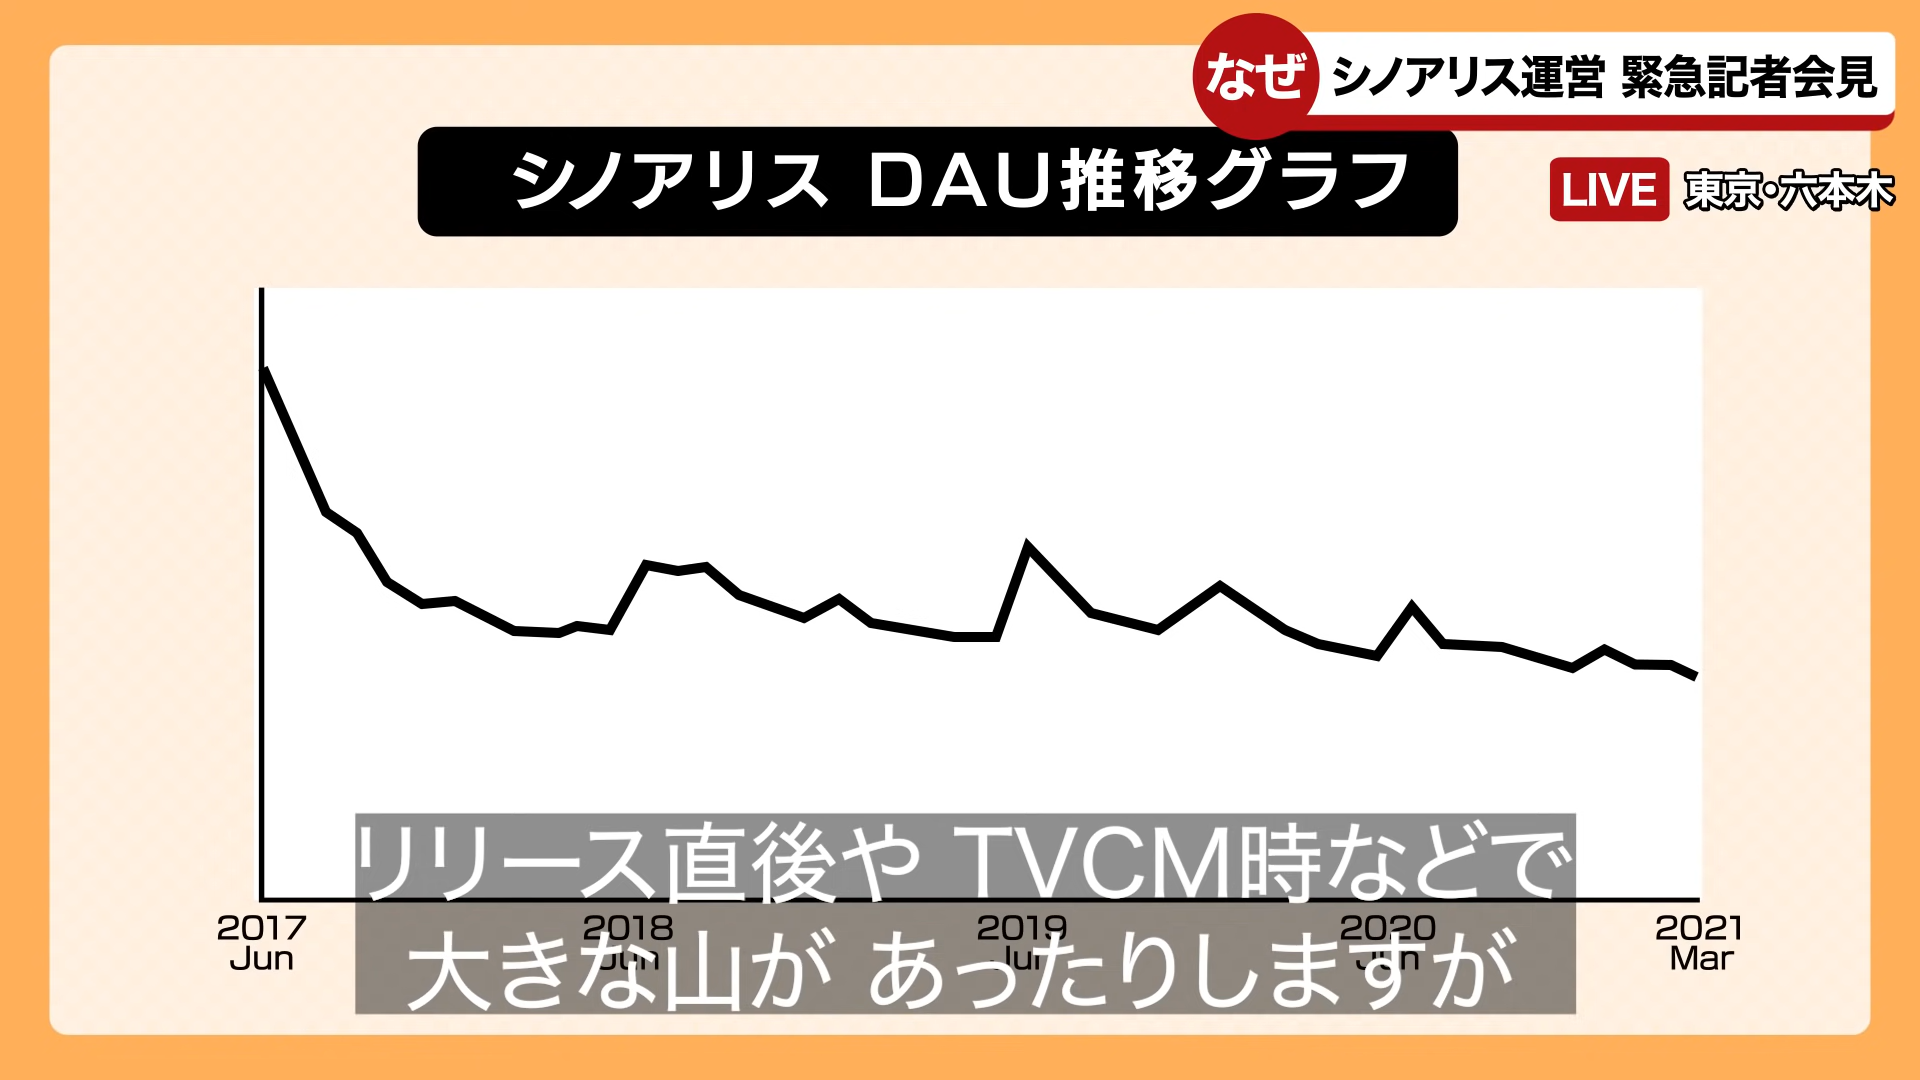 なぜ シノアリス運営 緊急記者会見
LIVE 東京・六本木
シノアリス DAU推移グラフ
リリース直後や TVCM時などで
大きな山が あったりしますが
2017 2018 2019 2020 2021
Jun Jun Jun Jun Mar